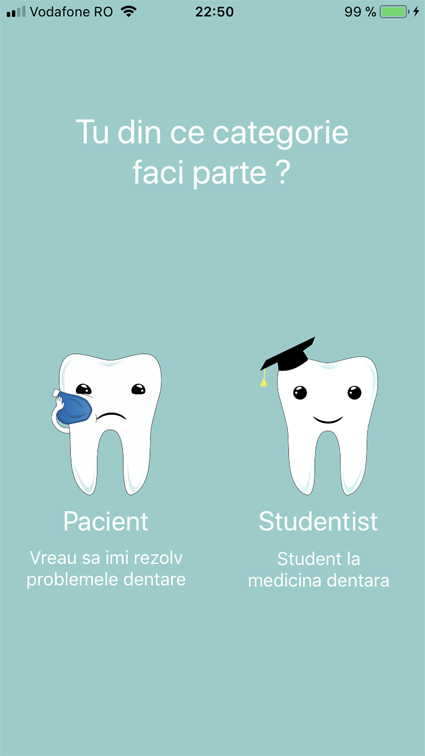 Vodafone RO 22:50 99 %
Tu din ce categorie
faci parte ?
Pacient
Vreau sa imi rezolv
problemele dentare
Studentist
Student la
medicina dentara